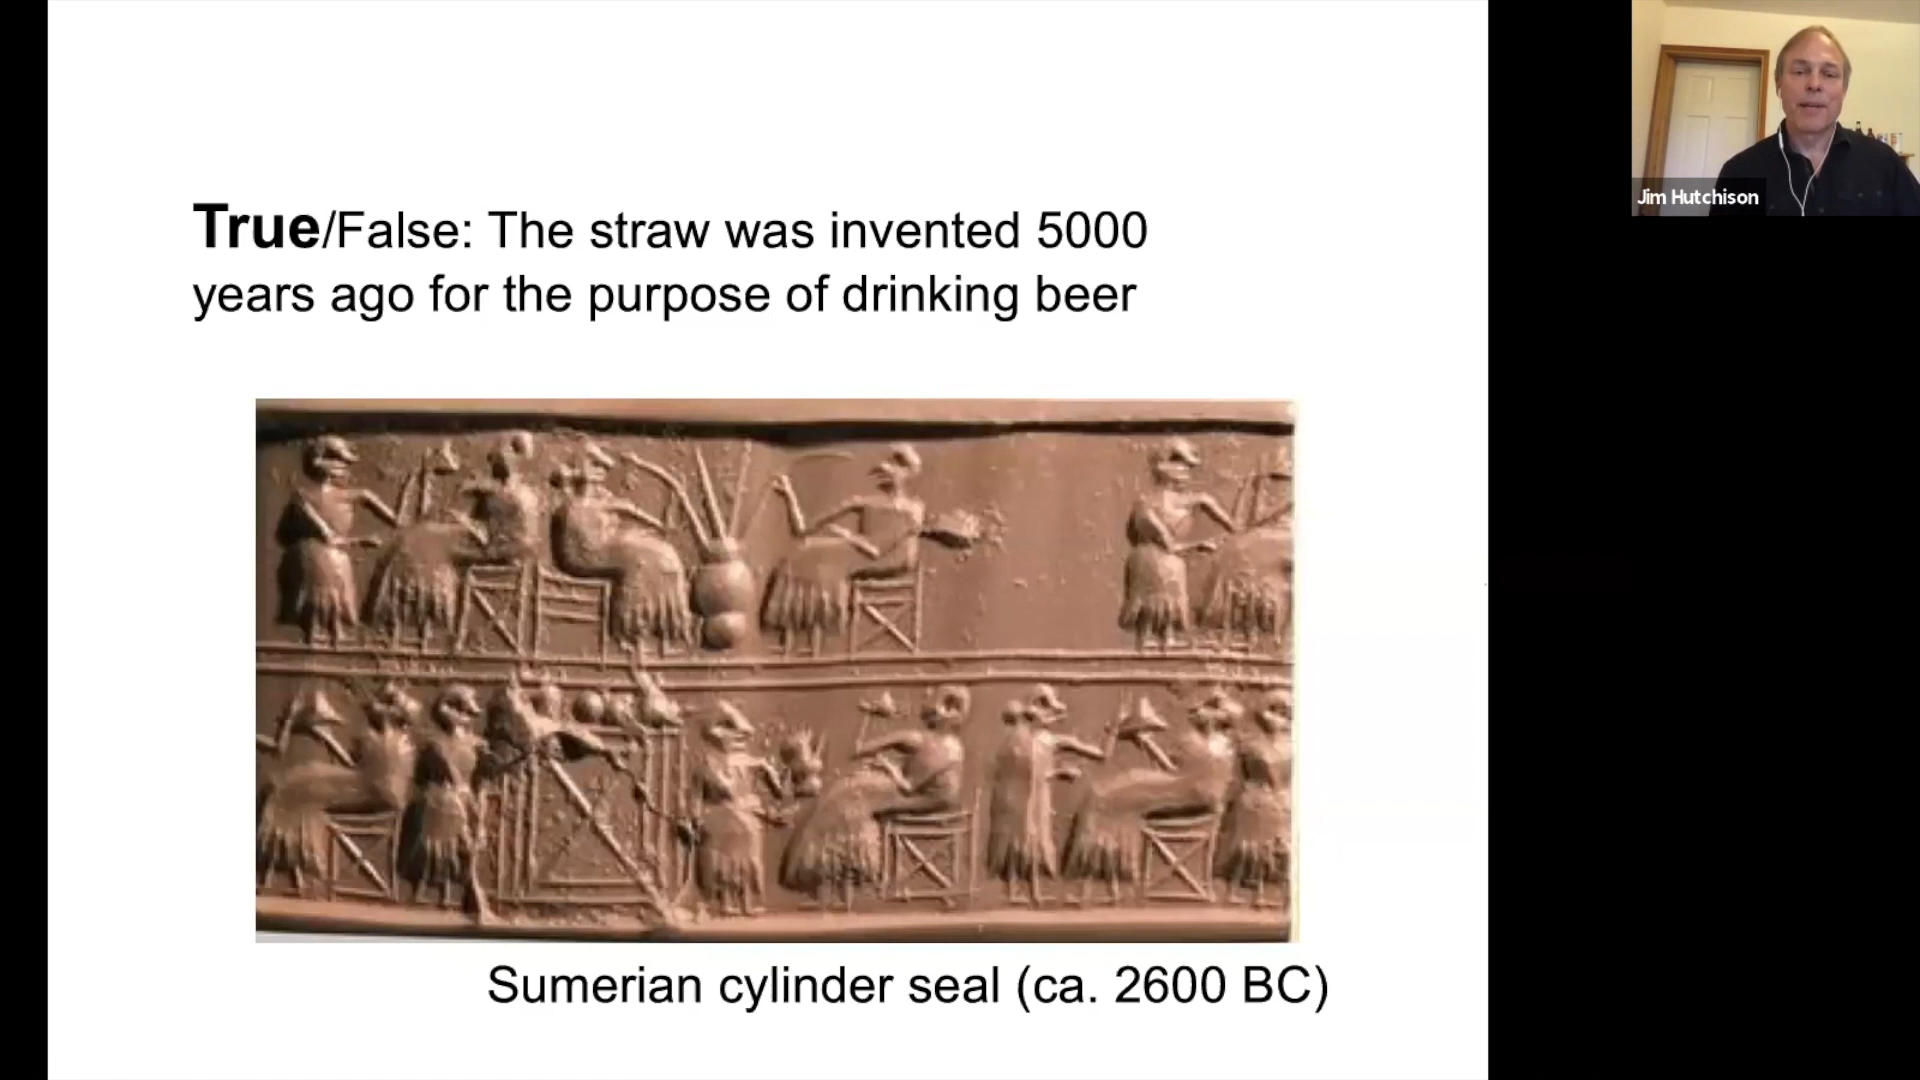 True/False: The straw was invented 5000
years ago for the purpose of drinking beer
Sumerian cylinder seal (ca. 2600 BC)
Jim Hutchison